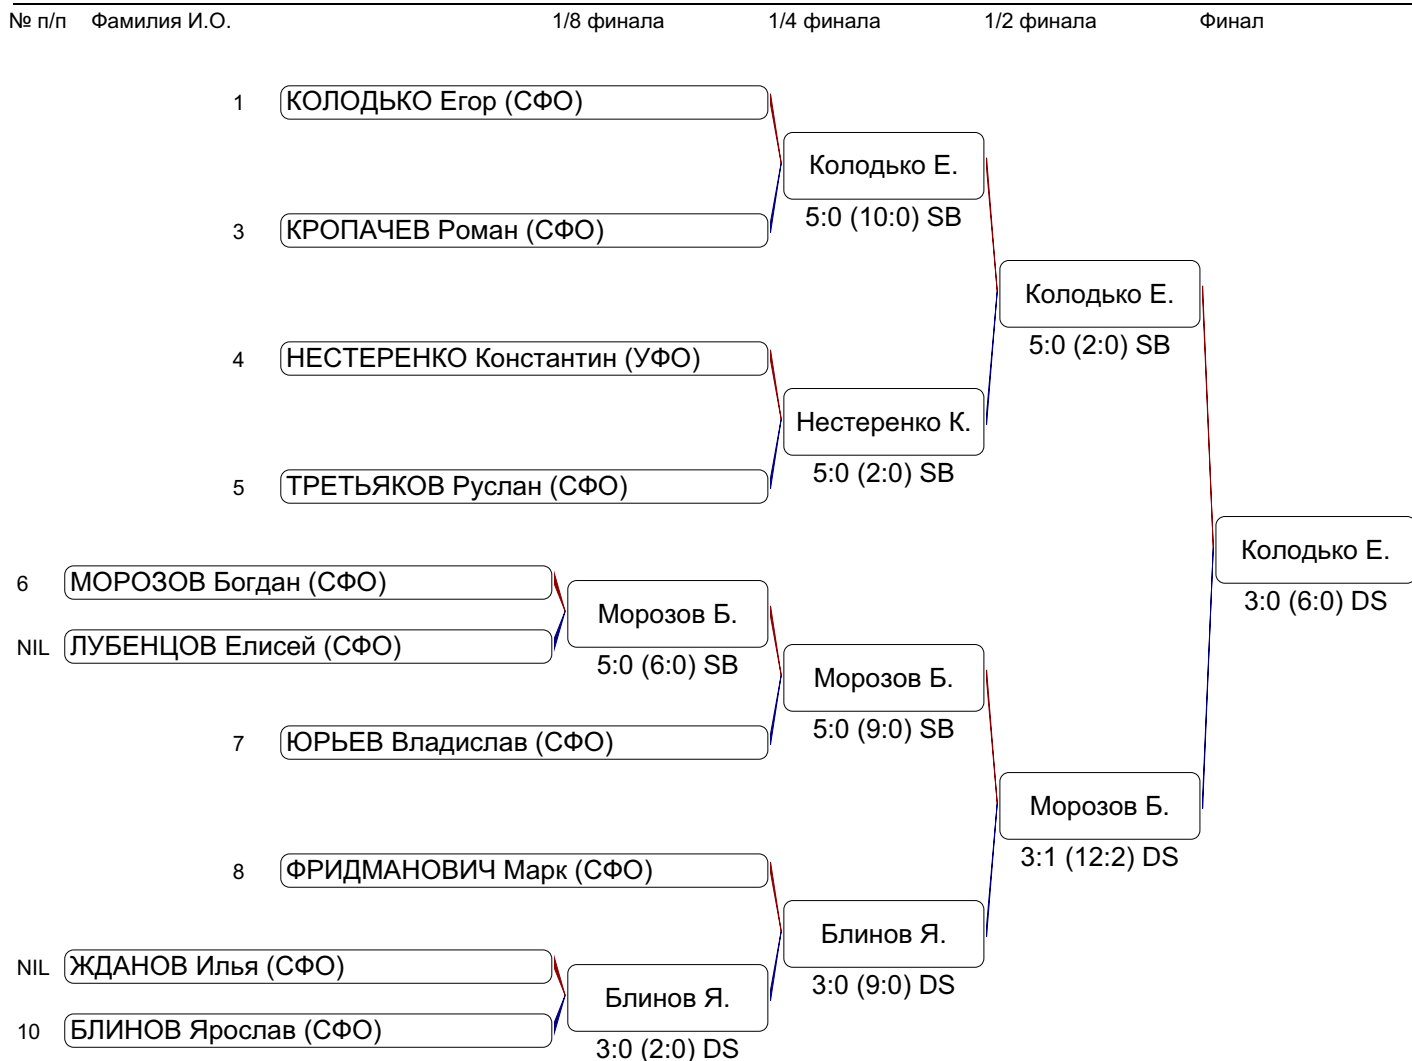 № п/п Фамилия И.О. 1/8 финала 1/4 финала 1/2 финала Финал
1 КОЛОДЬКО Егор (СФО)
Колодько Е.
5:0 (10:0) SB
3 КРОПАЧЕВ Роман (СФО)
Колодько Е.
5:0 (2:0) SB
4 НЕСТЕРЕНКО Константин (УФО)
Нестеренко К.
5:0 (2:0) SB
5 ТРЕТЬЯКОВ Руслан (СФО)
Колодько Е.
3:0 (6:0) DS
6 МОРОЗОВ Богдан (СФО)
Морозов Б.
5:0 (6:0) SB
NIL ЛУБЕНЦОВ Елисей (СФО)
Морозов Б.
5:0 (9:0) SB
7 ЮРЬЕВ Владислав (СФО)
Морозов Б.
3:1 (12:2) DS
8 ФРИДМАНОВИЧ Марк (СФО)
Блинов Я.
3:0 (9:0) DS
NIL ЖДАНОВ Илья (СФО)
Блинов Я.
3:0 (2:0) DS
10 БЛИНОВ Ярослав (СФО)